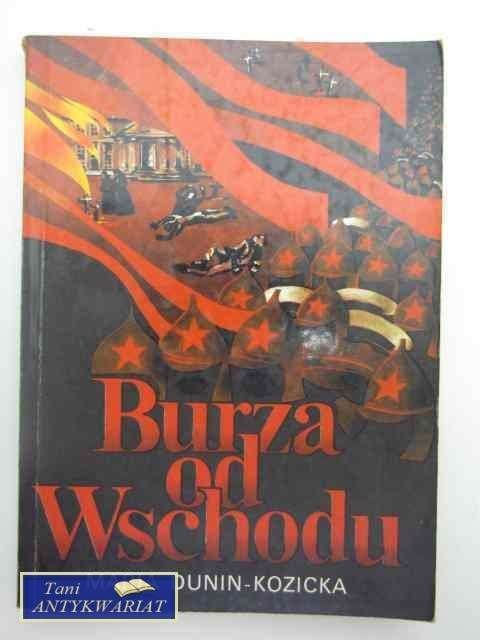 Burza
od
Wschodu
DUNIN-KOZICKA
Tani
ANTYKWARIAT